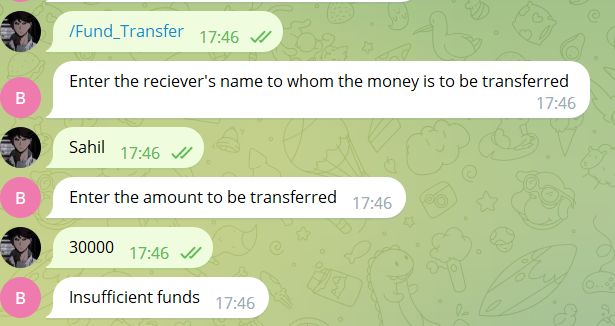 /Fund_Transfer 17:46
Enter the reciever's name to whom the money is to be transferred
17:46
B
Sahil 17:46
B Enter the amount to be transferred 17:46
30000 17:46
B Insufficient funds 17:46